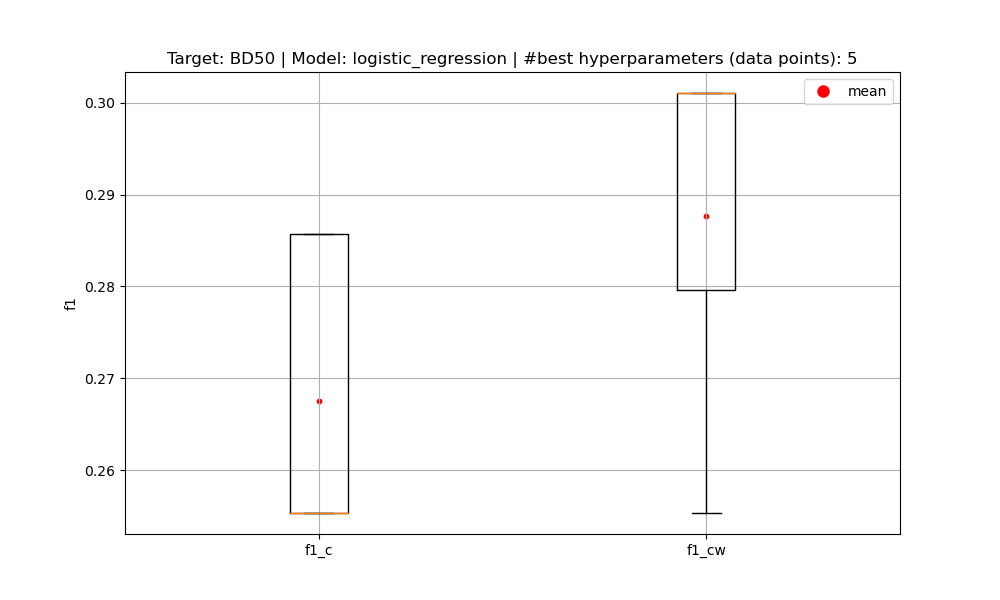 Target: BD50 | Model: logistic_regression | #best hyperparameters (data points): 5
mean
0.30
0.29
0.28
0.27
0.26
f1
f1_c
f1_cw